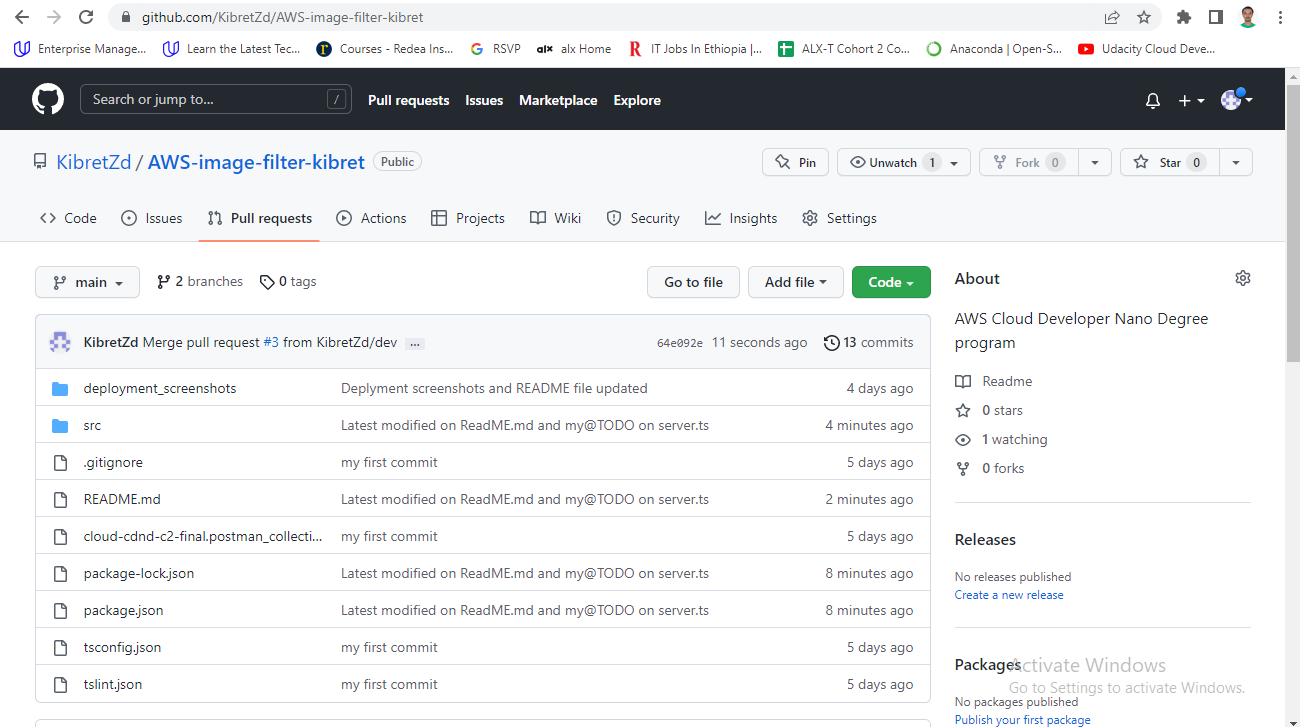 github.com/KibretZd/AWS-image-filter-kibret
Enterprise Manage... Learn the Latest Tec... Courses - Redea Ins... RSVP alx Home IT Jobs In Ethiopia |... ALX-T Cohort 2 Co... Anaconda | Open-S... Udacity Cloud Deve...
Search or jump to... / Pull requests Issues Marketplace Explore
KibretZd / AWS-image-filter-kibret Public Pin Unwatch 1 Fork 0 Star 0
Code Issues Pull requests Actions Projects Wiki Security Insights Settings
main 2 branches 0 tags Go to file Add file Code
KibretZd Merge pull request #3 from KibretZd/dev ... 64e092e 11 seconds ago 13 commits
deployment_screenshots Deplyment screenshots and README file updated 4 days ago
src Latest modified on ReadME.md and my@TODO on server.ts 4 minutes ago
.gitignore my first commit 5 days ago
README.md Latest modified on ReadME.md and my@TODO on server.ts 2 minutes ago
cloud-cdnd-c2-final.postman_collecti... my first commit 5 days ago
package-lock.json Latest modified on ReadME.md and my@TODO on server.ts 8 minutes ago
package.json Latest modified on ReadME.md and my@TODO on server.ts 8 minutes ago
tsconfig.json my first commit 5 days ago
tslint.json my first commit 5 days ago
About
AWS Cloud Developer Nano Degree
program
Readme
0 stars
1 watching
0 forks
Releases
No releases published
Create a new release
Packages
No packages published
Publish your first package
Activate Windows
Go to Settings to activate Windows.